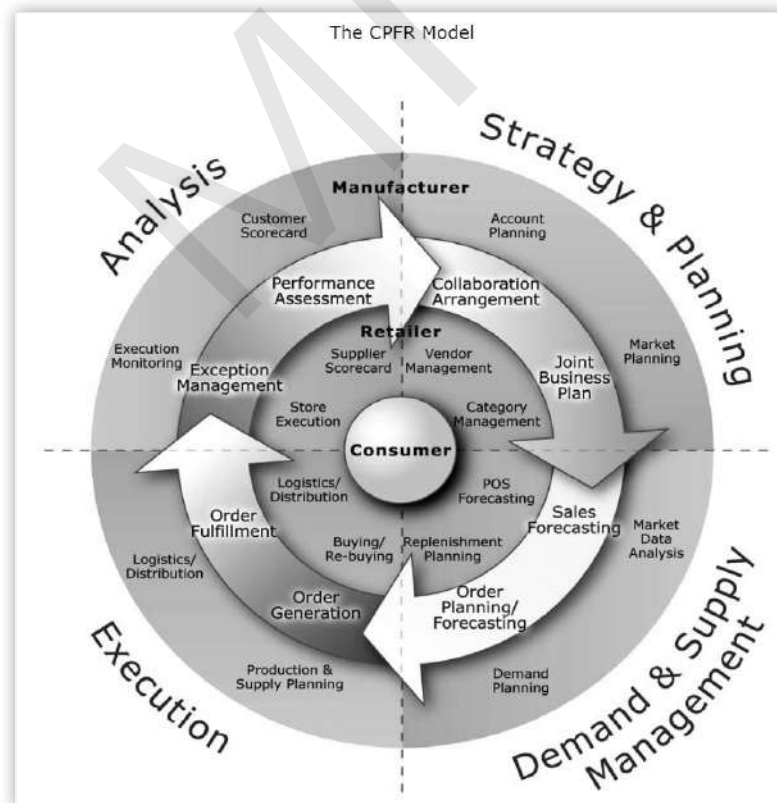 The CPFR Model
Analysis
Strategy & Planning
Manufacturer
Customer
Scorecard
Account
Planning
Performance
Assessment
Collaboration
Arrangement
Execution
Monitoring
Exception
Management
Retailer
Supplier
Scorecard
Vendor
Management
Joint
Business
Plan
Market
Planning
Store
Execution
Category
Management
Consumer
Logistics/
Distribution
POS
Forecasting
Order
Fulfillment
Sales
Forecasting
Market
Data
Analysis
Logistics/
Distribution
Buying/
Re-buying
Replenishment
Planning
Order
Generation
Order
Planning/
Forecasting
Production &
Supply Planning
Demand
Planning
Execution
Demand & Supply
Management